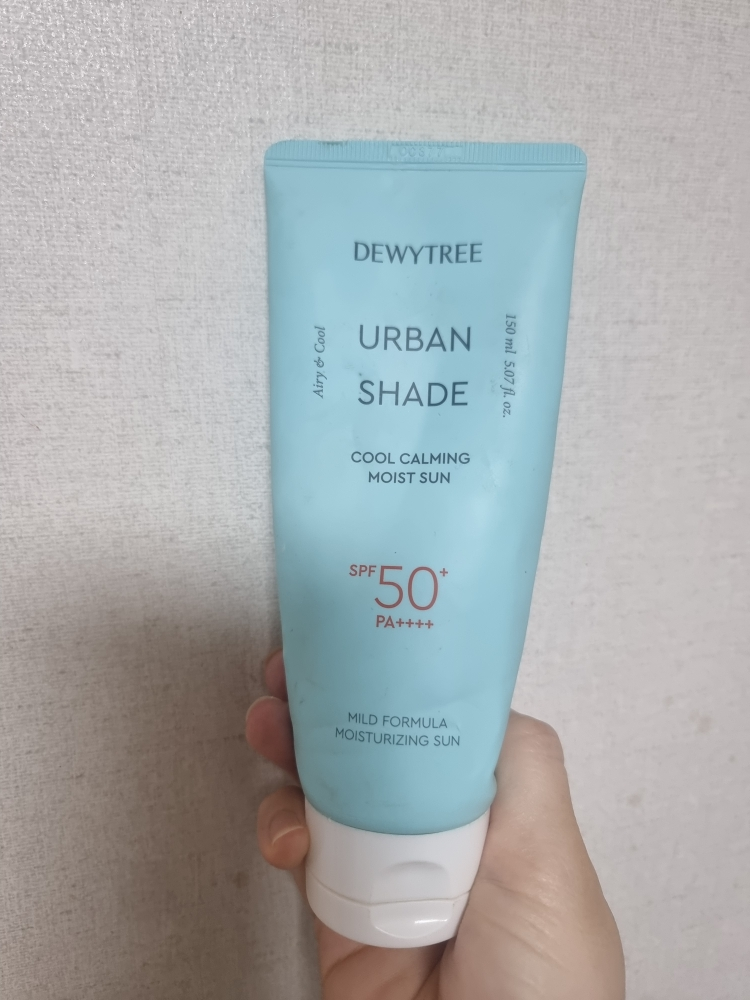 DEWYTREE
URBAN
SHADE
Airy & Cool
150 ml 5.07 fl. oz.
COOL CALMING
MOIST SUN
SPF 50+
PA++++
MILD FORMULA
MOISTURIZING SUN